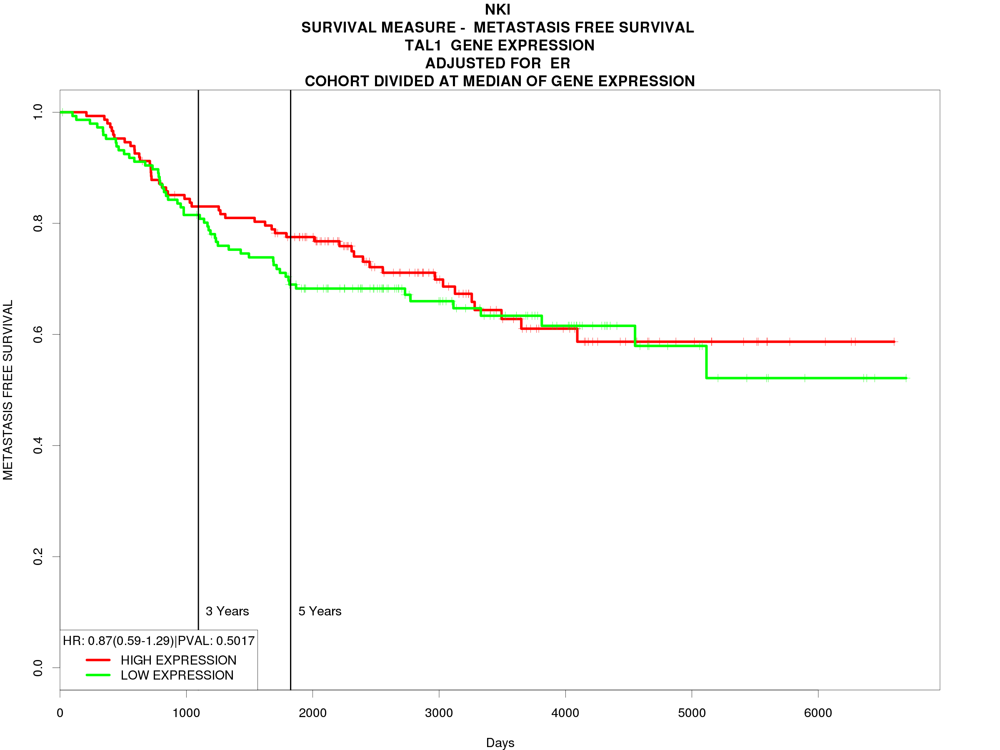 NKI
SURVIVAL MEASURE - METASTASIS FREE SURVIVAL
TAL1 GENE EXPRESSION
ADJUSTED FOR ER
COHORT DIVIDED AT MEDIAN OF GENE EXPRESSION
METASTASIS FREE SURVIVAL
1.0
0.8
0.6
0.4
0.2
0.0
3 Years
5 Years
HR: 0.87(0.59-1.29)|PVAL: 0.5017
HIGH EXPRESSION
LOW EXPRESSION
0 1000 2000 3000 4000 5000 6000
Days